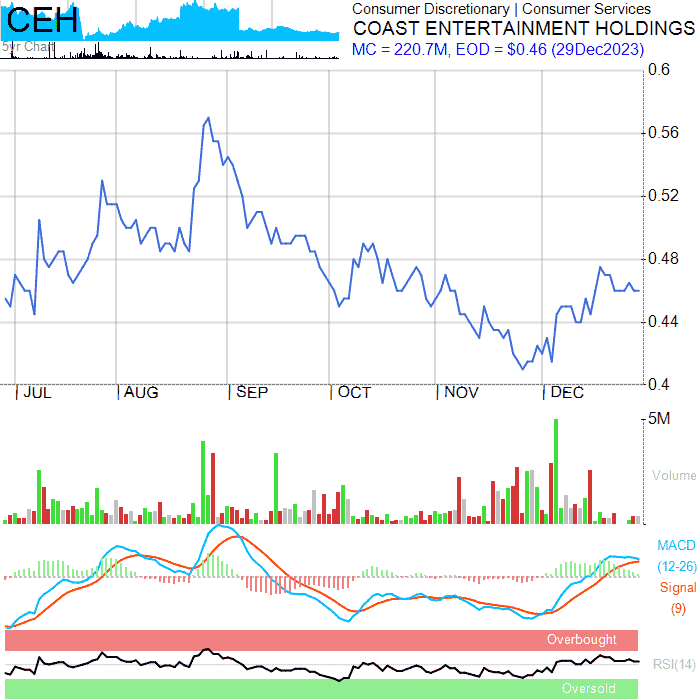 CEH
5yr Chart
Consumer Discretionary | Consumer Services
COAST ENTERTAINMENT HOLDINGS
MC = 220.7M, EOD = $0.46 (29Dec2023)
0.6
0.56
0.52
0.48
0.44
0.4
JUL AUG SEP OCT NOV DEC
5M
Volume
MACD
(12-26)
Signal
(9)
Overbought
RSI(14)
Oversold